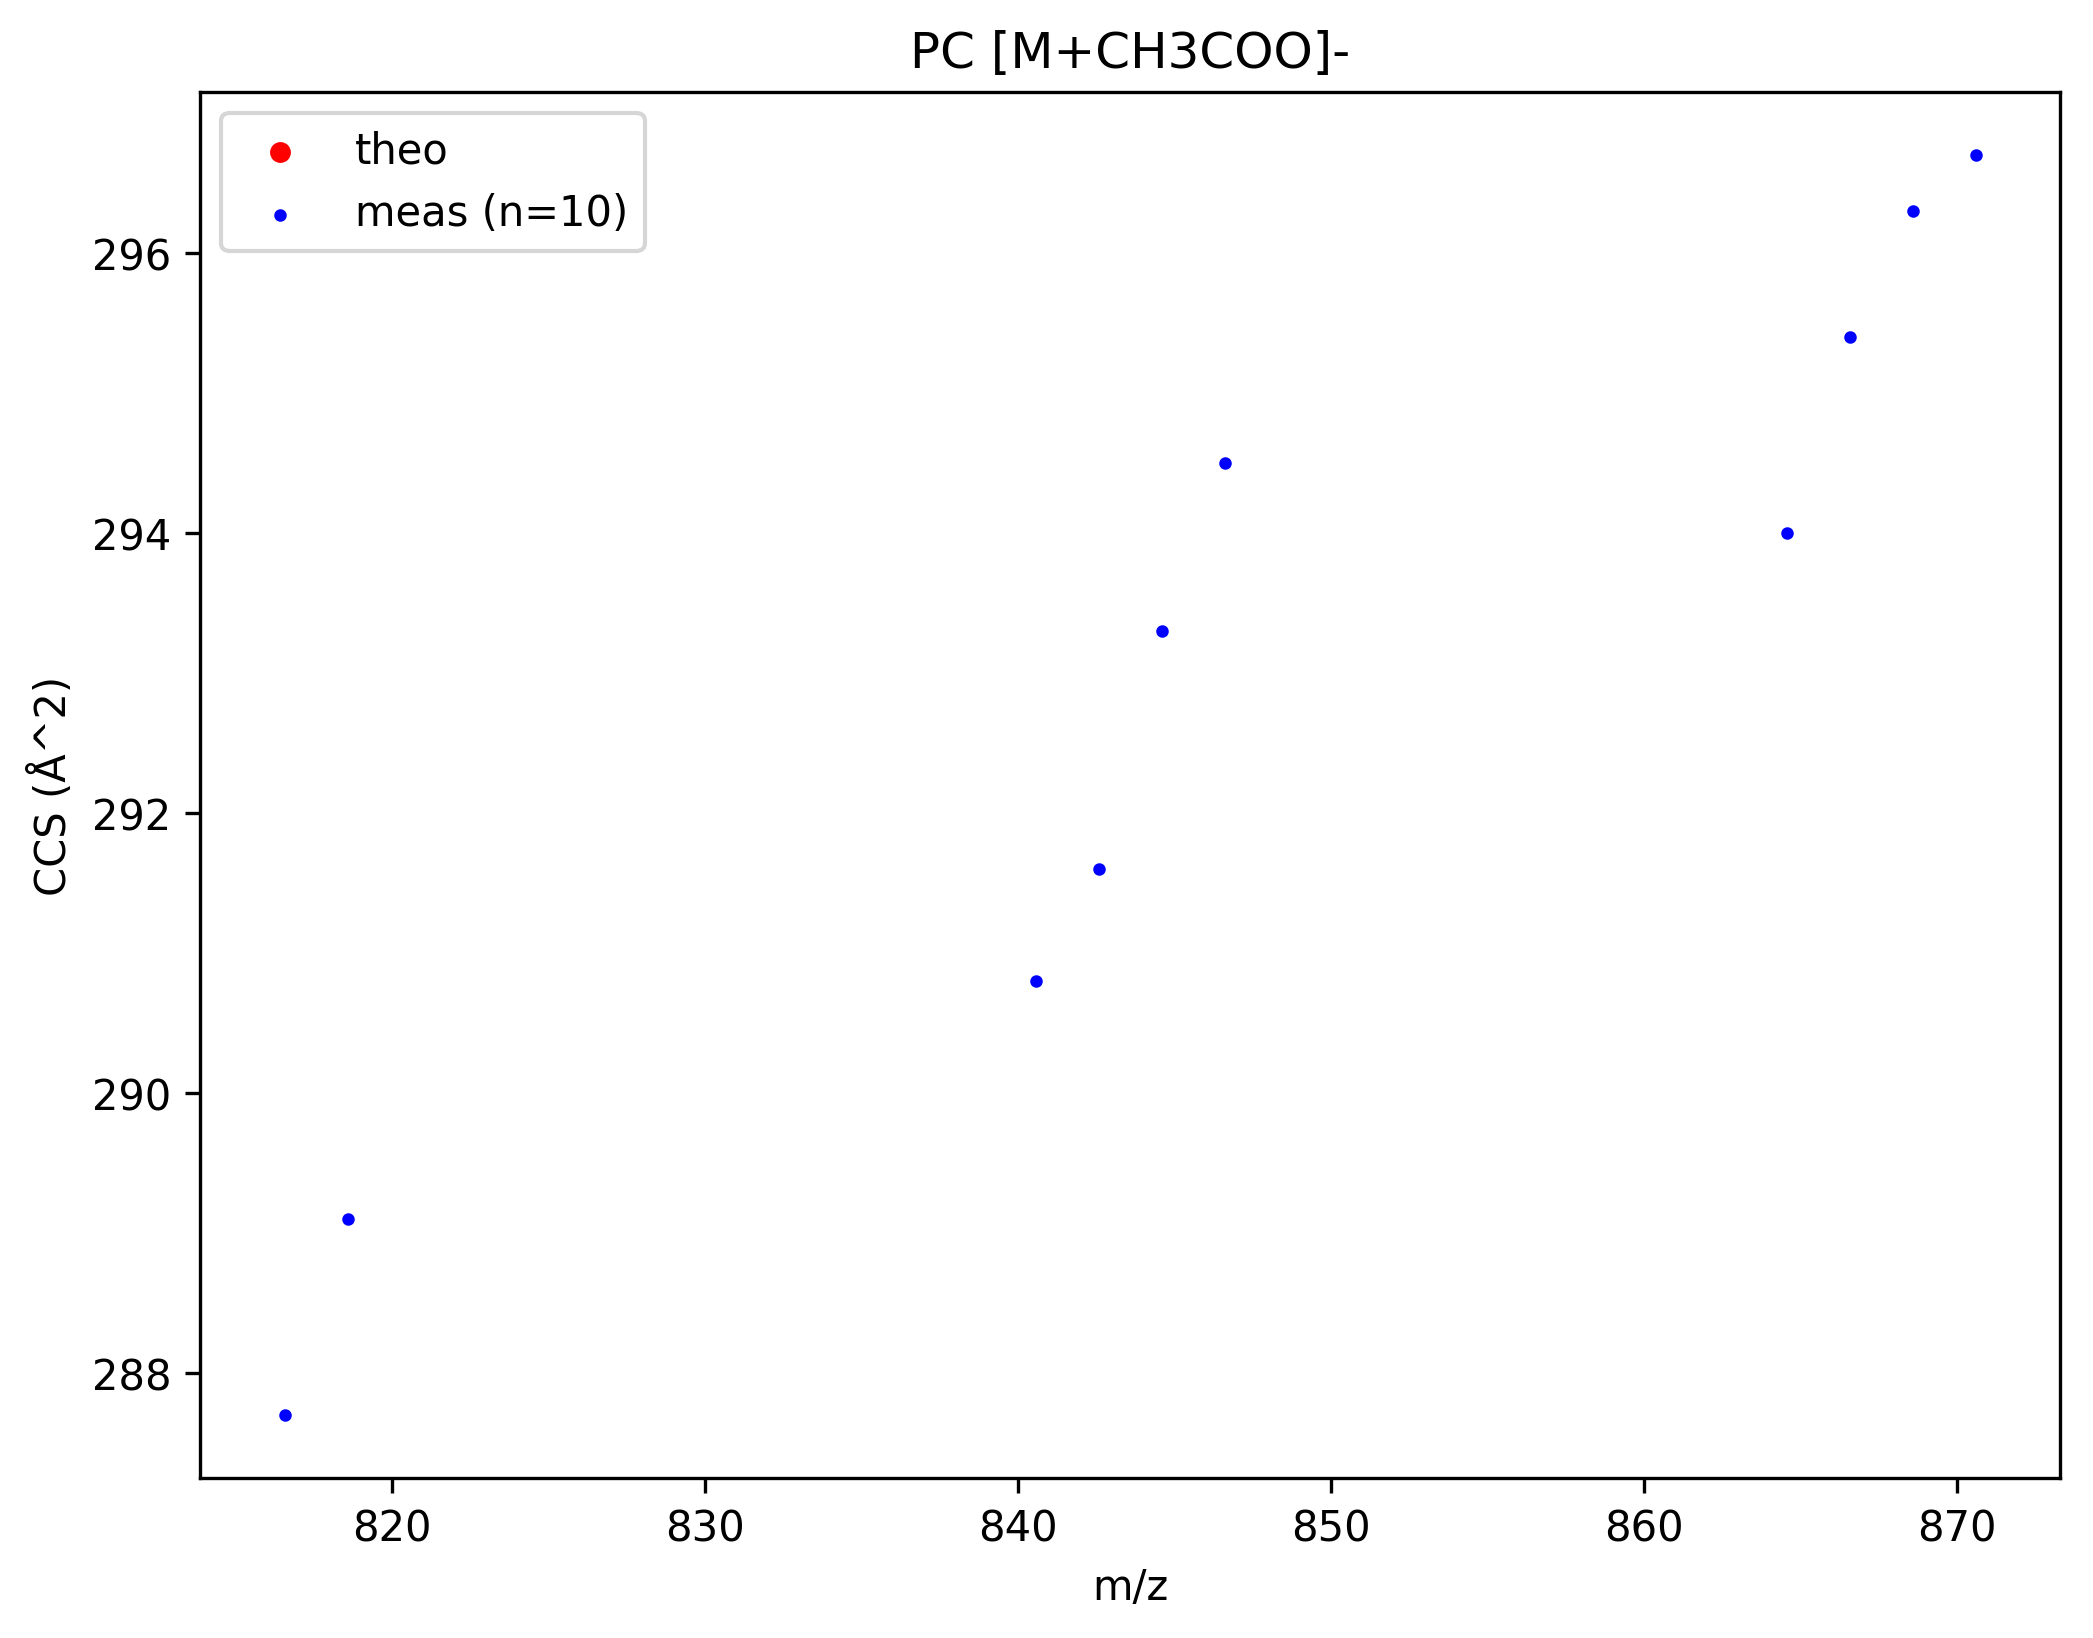 PC [M+CH3COO]-
theo
meas (n=10)
296
294
292
290
288
CCS (Å^2)
820 830 840 850 860 870
m/z